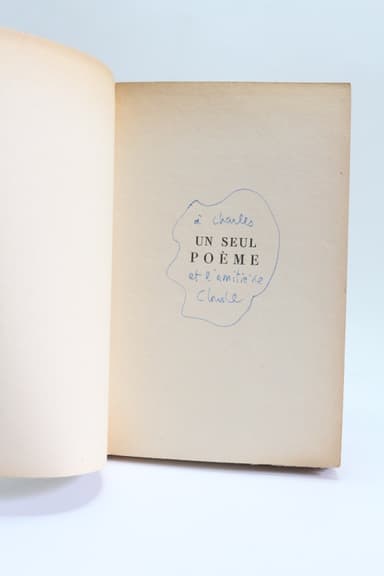 à Charles
UN SEUL
POÈME
et l'amitié de
Claude